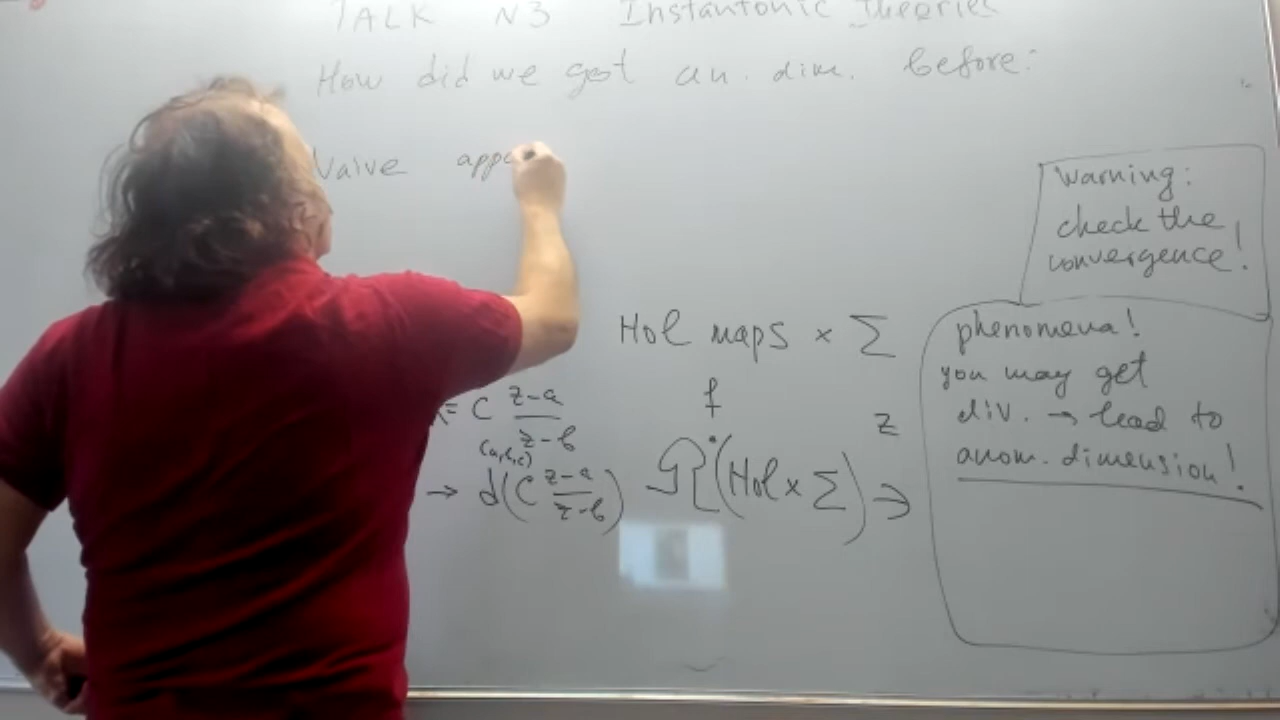 TALK N3 Instantonic Theories
How did we get an. dim. before:
Naive appr
Warning:
check the
convergence!
Hol maps × Σ
f
z
= C z-a / z-b
(a,b,c)
→ d(C z-a / z-b)
Ω^•(Hol × Σ) ∋
phenomena!
you may get
div. → lead to
anom. dimension!